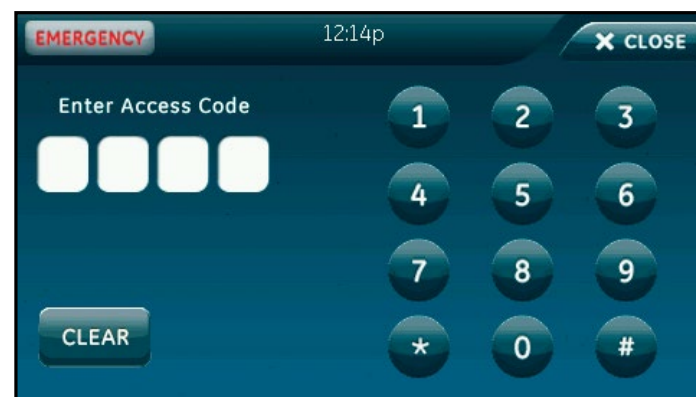 EMERGENCY 12:14p X CLOSE
Enter Access Code
1 2 3
4 5 6
7 8 9
CLEAR * 0 #